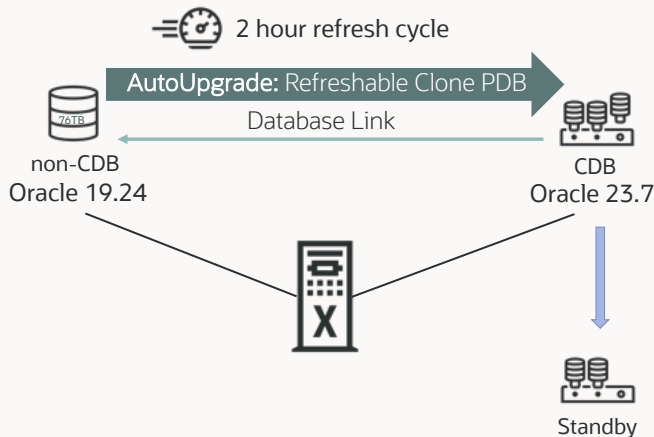 2 hour refresh cycle
AutoUpgrade: Refreshable Clone PDB
Database Link
76TB
non-CDB
Oracle 19.24
CDB
Oracle 23.7
X
Standby